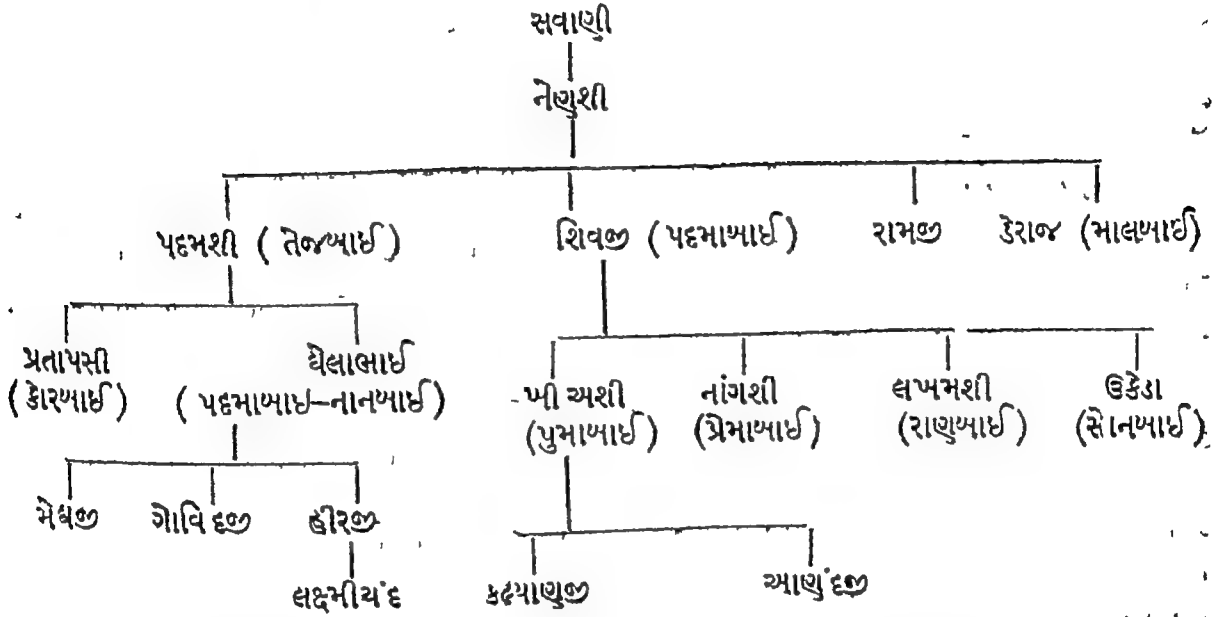 સવાણી
નેણુશી
પદમશી ( તેજબાઈ ) શિવજી ( પદમાબાઈ ) રામજી ડેરાજ (માલબાઈ)
પ્રતાપસી ઘેલાભાઈ
( કોરબાઈ ) ( પદમાબાઈ–નાનબાઈ )
ખીઅશી નાંગશી લખમશી ઉકેડા
(પુમાબાઈ) (પ્રેમાબાઈ) (રાણબાઈ) (સોનબાઈ)
મેઘજી ગોવિંદજી હીરજી
લક્ષ્મીચંદ કલ્યાણજી આણંદજી